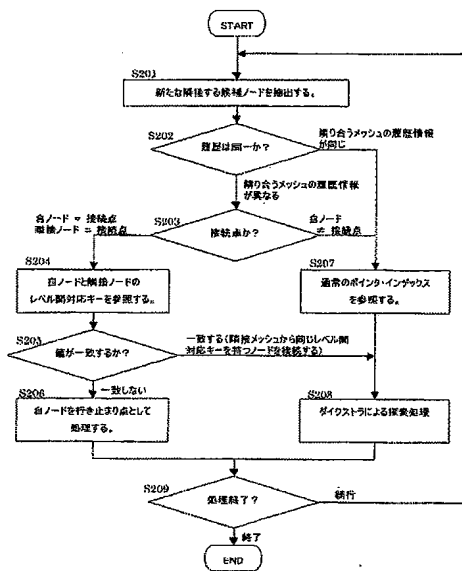 START
S201
新たな隣接する候補ノードを抽出する。
S202
履歴は同一か？
隣り合うメッシュの履歴情報
が同じ
隣り合うメッシュの履歴情報
が異なる
S203
接続点か？
自ノード = 接続点
隣接ノード = 接続点
自ノード
≠ 接続点
S204
自ノードと隣接ノードの
レベル間対応キーを参照する。
S207
通常のポインタ・インデックス
を参照する。
S205
値が一致するか？
一致する(隣接メッシュから同じレベル間
対応キーを持つノードを接続する)
一致しない
S206
自ノードを行き止まり点として
処理する。
S208
ダイクストラによる探索処理
S209
処理終了？
続行
終了
END